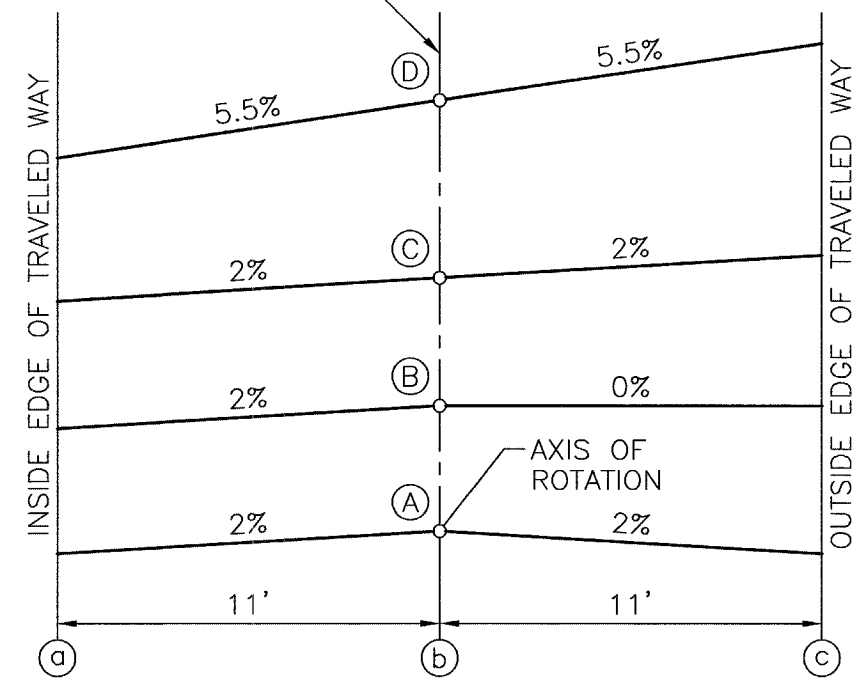 D
5.5%
5.5%
C
2%
2%
B
2%
0%
A
2%
2%
AXIS OF
ROTATION
INSIDE EDGE OF TRAVELED WAY
OUTSIDE EDGE OF TRAVELED WAY
11'
11'
a
b
c